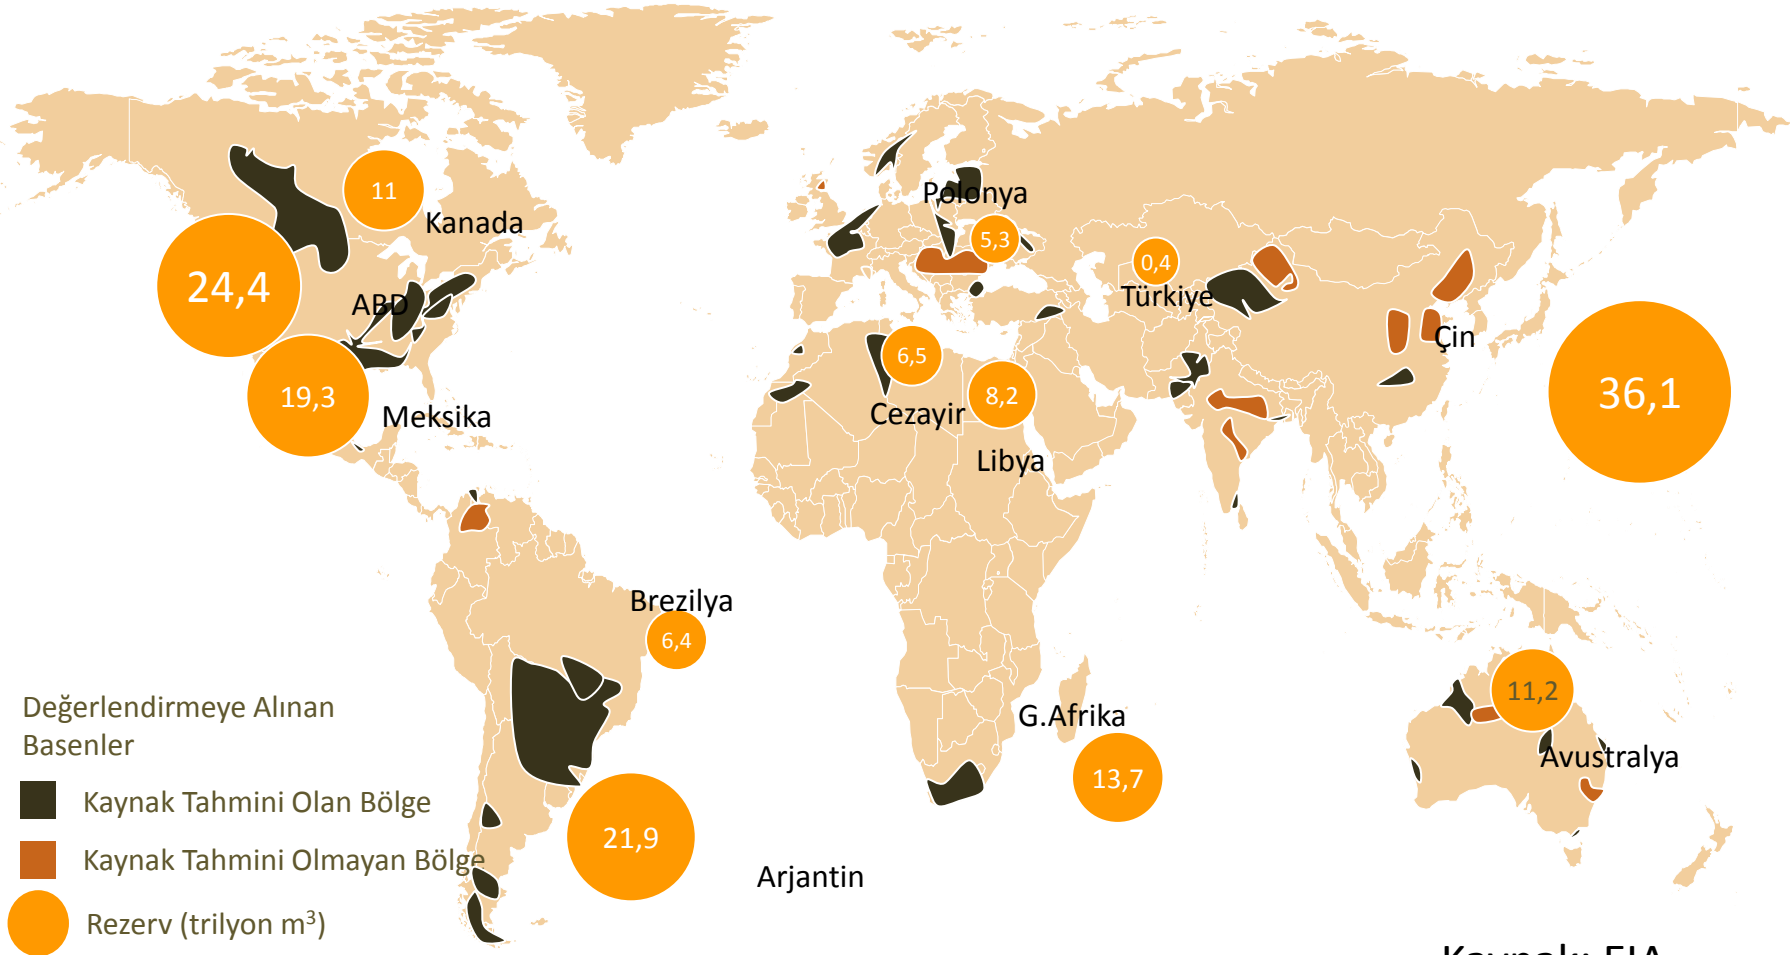 11
Kanada
24,4
ABD
19,3
Meksika
Polonya
5,3
0,4
Türkiye
6,5
Cezayir
8,2
Libya
Çin
36,1
Brezilya
6,4
21,9
Arjantin
G.Afrika
13,7
11,2
Avustralya
Değerlendirmeye Alınan
Basenler
Kaynak Tahmini Olan Bölge
Kaynak Tahmini Olmayan Bölge
Rezerv (trilyon m³)
Kaynak: EIA